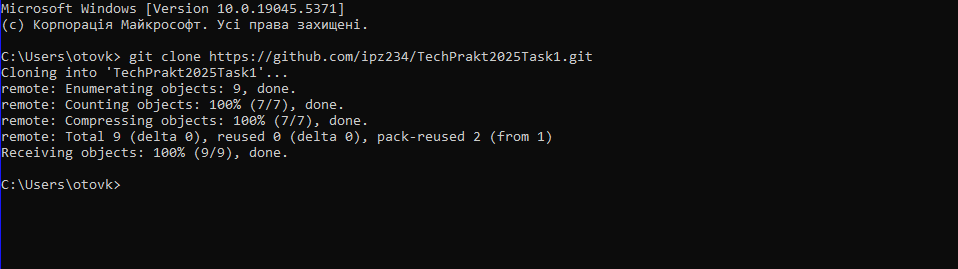 Microsoft Windows [Version 10.0.19045.5371]
(c) Корпорація Майкрософт. Усі права захищені.
C:\Users\otovk> git clone https://github.com/ipz234/TechPrakt2025Task1.git
Cloning into 'TechPrakt2025Task1'...
remote: Enumerating objects: 9, done.
remote: Counting objects: 100% (7/7), done.
remote: Compressing objects: 100% (7/7), done.
remote: Total 9 (delta 0), reused 0 (delta 0), pack-reused 2 (from 1)
Receiving objects: 100% (9/9), done.
C:\Users\otovk>